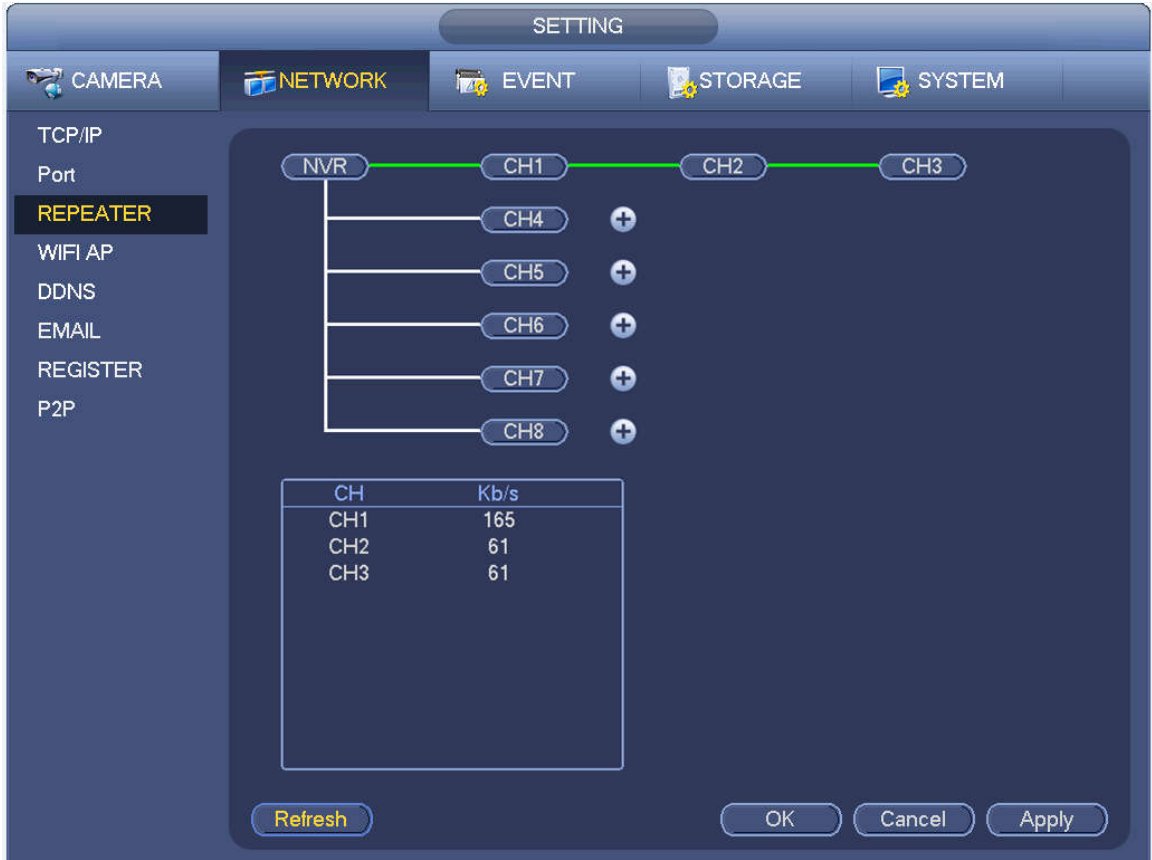 SETTING
CAMERA NETWORK EVENT STORAGE SYSTEM
TCP/IP
Port
REPEATER
WIFI AP
DDNS
EMAIL
REGISTER
P2P
NVR CH1 CH2 CH3
CH4
CH5
CH6
CH7
CH8
CH Kb/s
CH1 165
CH2 61
CH3 61
Refresh OK Cancel Apply